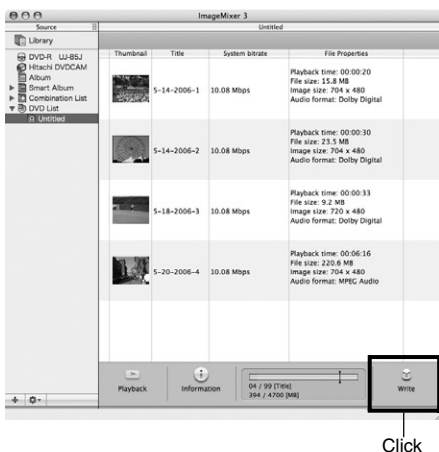 ImageMixer 3
Source
Untitled
Library
DVD-R UJ-85J
Hitachi DVDCAM
Album
Smart Album
Combination List
DVD List
Untitled
Thumbnail Title System bitrate File Properties
5-14-2006-1 10.08 Mbps
Playback time: 00:00:20
File size: 15.8 MB
Image size: 704 x 480
Audio format: Dolby Digital
5-14-2006-2 10.08 Mbps
Playback time: 00:00:30
File size: 23.5 MB
Image size: 704 x 480
Audio format: Dolby Digital
5-18-2006-3 10.08 Mbps
Playback time: 00:00:33
File size: 9.2 MB
Image size: 720 x 480
Audio format: Dolby Digital
5-20-2006-4 10.08 Mbps
Playback time: 00:06:16
File size: 220.6 MB
Image size: 704 x 480
Audio format: MPEG Audio
Playback
Information
04 / 99 [Title]
394 / 4700 [MB]
Write
Click